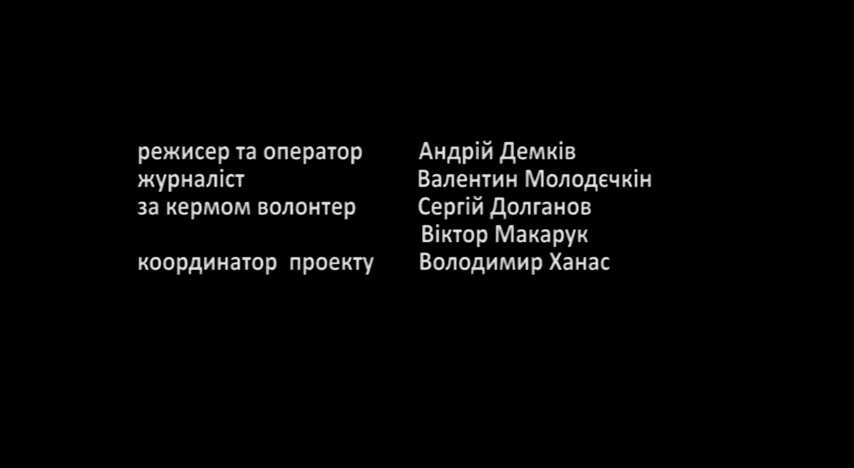 режисер та оператор Андрій Демків
журналіст Валентин Молодєчкін
за кермом волонтер Сергій Долганов
Віктор Макарук
координатор проекту Володимир Ханас